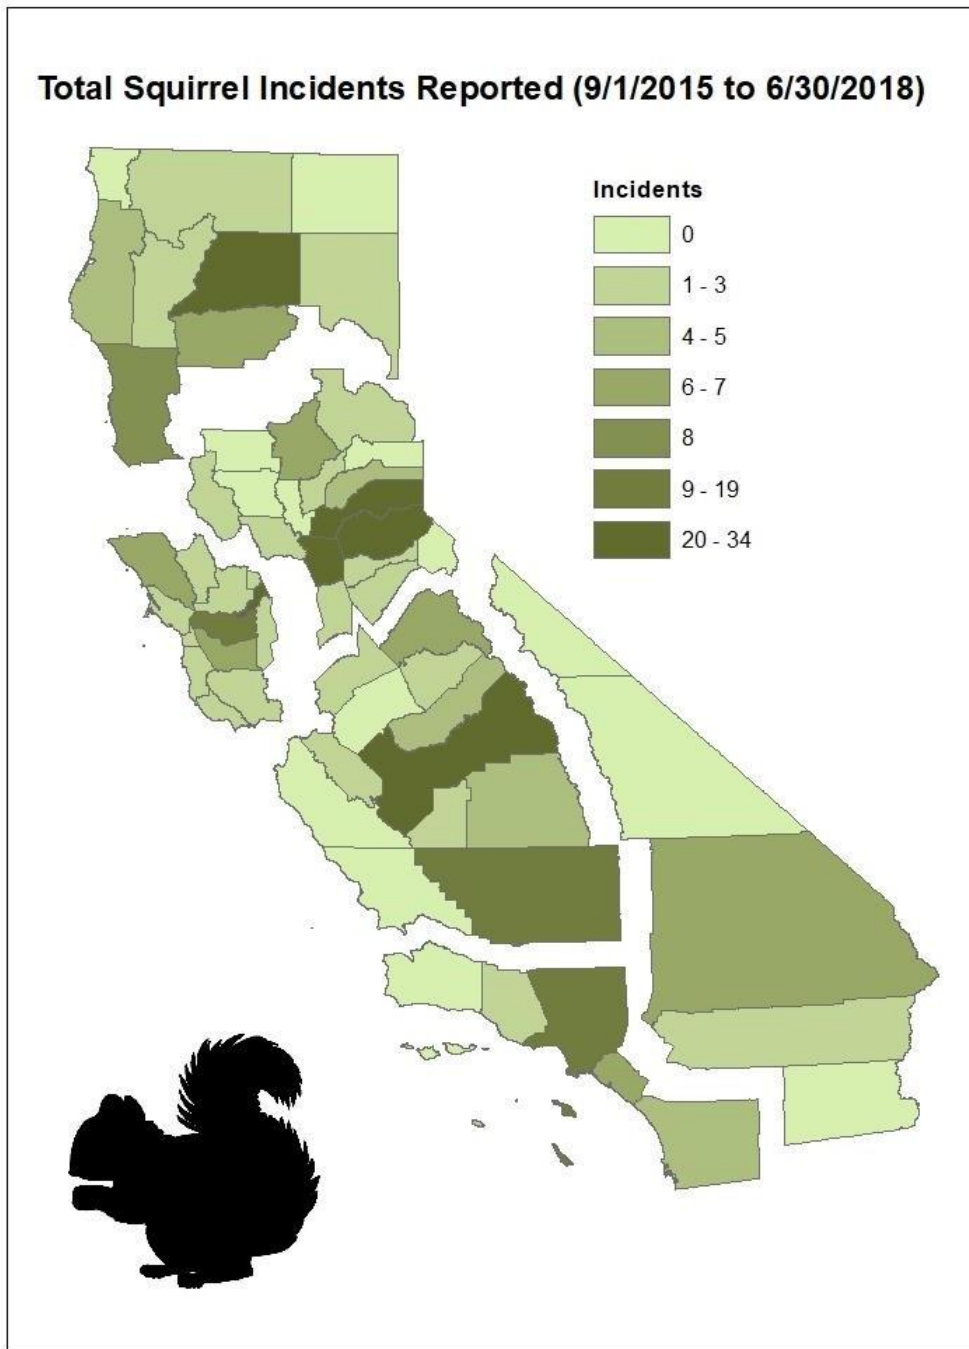 Total Squirrel Incidents Reported (9/1/2015 to 6/30/2018)
Incidents
0
1 - 3
4 - 5
6 - 7
8
9 - 19
20 - 34